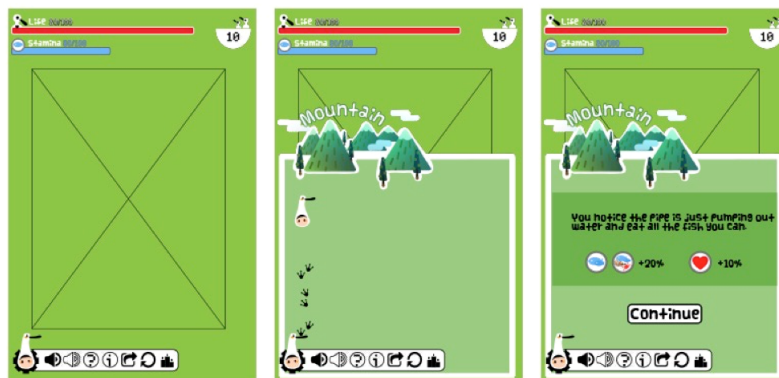 Life
Stamina
10
Life
Stamina
10
Mountain
Life
Stamina
10
Mountain
You notice the pipe is just pumping out
water and eat all the fish you can.
+20% +10%
Continue